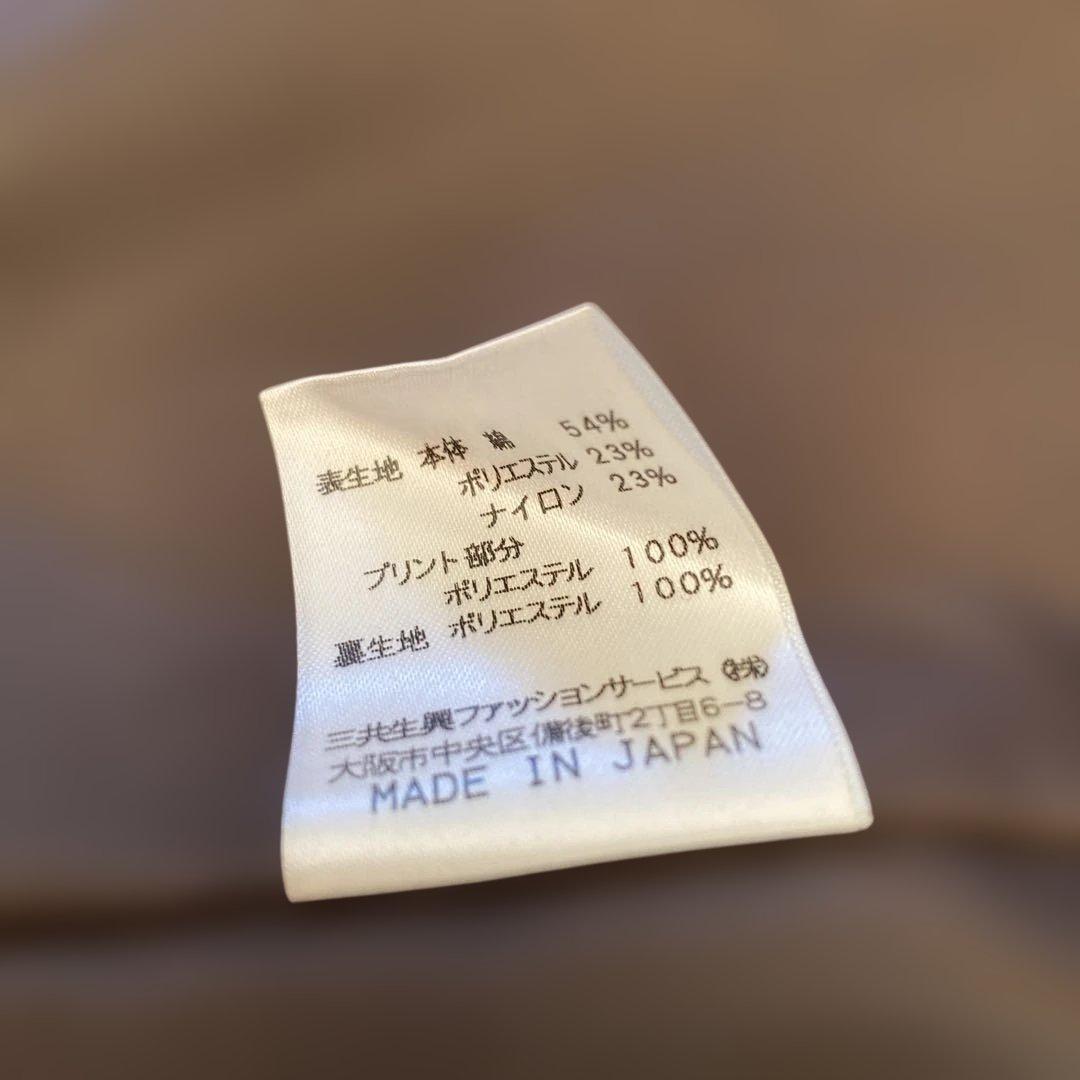 表生地 本体 綿 54%
ポリエステル 23%
ナイロン 23%
プリント部分
ポリエステル 100%
裏生地 ポリエステル 100%
三共生興ファッションサービス㈱
大阪市中央区備後町2丁目6-8
MADE IN JAPAN